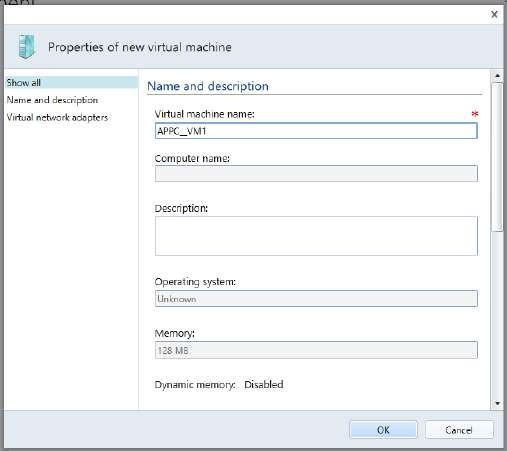 x
Properties of new virtual machine
Show all
Name and description
Virtual network adapters
Name and description
Virtual machine name:
*
APPC_VM1
Computer name:
Description:
Operating system:
Unknown
Memory:
128 MB
Dynamic memory: Disabled
OK
Cancel